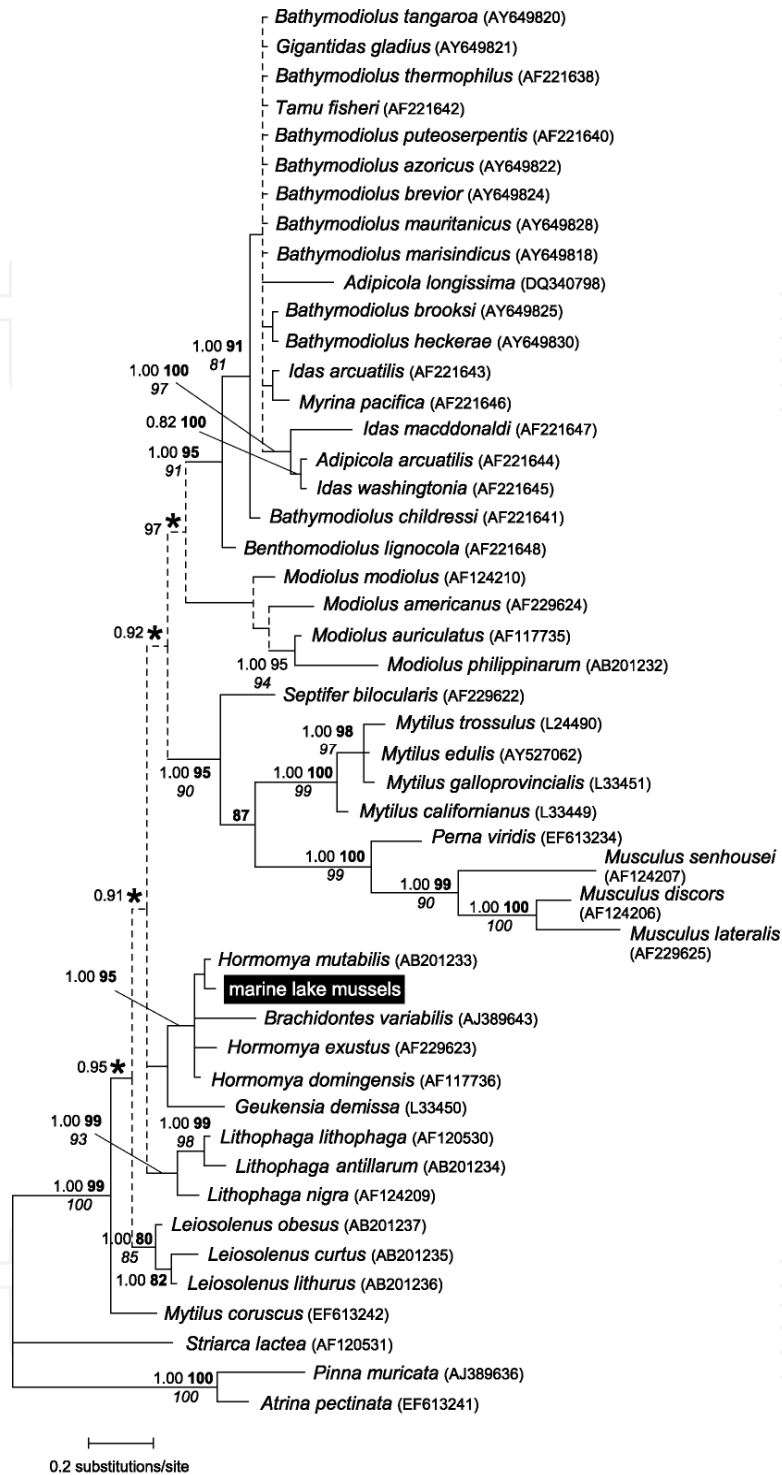 Bathymodiolus tangaroa (AY649820)
Gigantidas gladius (AY649821)
Bathymodiolus thermophilus (AF221638)
Tamu fisheri (AF221642)
Bathymodiolus puteoserpentis (AF221640)
Bathymodiolus azoricus (AY649822)
Bathymodiolus brevior (AY649824)
Bathymodiolus mauritanicus (AY649828)
Bathymodiolus marisindicus (AY649818)
Adipicola longissima (DQ340798)
Bathymodiolus brooksi (AY649825)
Bathymodiolus heckerae (AY649830)
1.00 91
81
Idas arcuatilis (AF221643)
1.00 100
97
Myrina pacifica (AF221646)
0.82 100
Idas macddonaldi (AF221647)
1.00 95
91
Adipicola arcuatilis (AF221644)
Idas washingtonia (AF221645)
Bathymodiolus childressi (AF221641)
97 *
Benthomodiolus lignocola (AF221648)
Modiolus modiolus (AF124210)
Modiolus americanus (AF229624)
0.92 *
Modiolus auriculatus (AF117735)
1.00 95
94
Modiolus philippinarum (AB201232)
Septifer bilocularis (AF229622)
Mytilus trossulus (L24490)
1.00 98
97
Mytilus edulis (AY527062)
1.00 95
90
1.00 100
99
Mytilus galloprovincialis (L33451)
87
Mytilus californianus (L33449)
Perna viridis (EF613234)
1.00 100
99
Musculus senhousei
(AF124207)
1.00 99
90
0.91 *
Musculus discors
(AF124206)
1.00 100
100
Musculus lateralis
(AF229625)
Hormomya mutabilis (AB201233)
1.00 95
marine lake mussels
Brachidontes variabilis (AJ389643)
Hormomya exustus (AF229623)
0.95 *
Hormomya domingensis (AF117736)
Geukensia demissa (L33450)
1.00 99
93
1.00 99
98
Lithophaga lithophaga (AF120530)
Lithophaga antillarum (AB201234)
1.00 99
100
Lithophaga nigra (AF124209)
Leiosolenus obesus (AB201237)
1.00 80
85
Leiosolenus curtus (AB201235)
1.00 82
Leiosolenus lithurus (AB201236)
Mytilus coruscus (EF613242)
Striarca lactea (AF120531)
Pinna muricata (AJ389636)
1.00 100
100
Atrina pectinata (EF613241)
0.2 substitutions/site